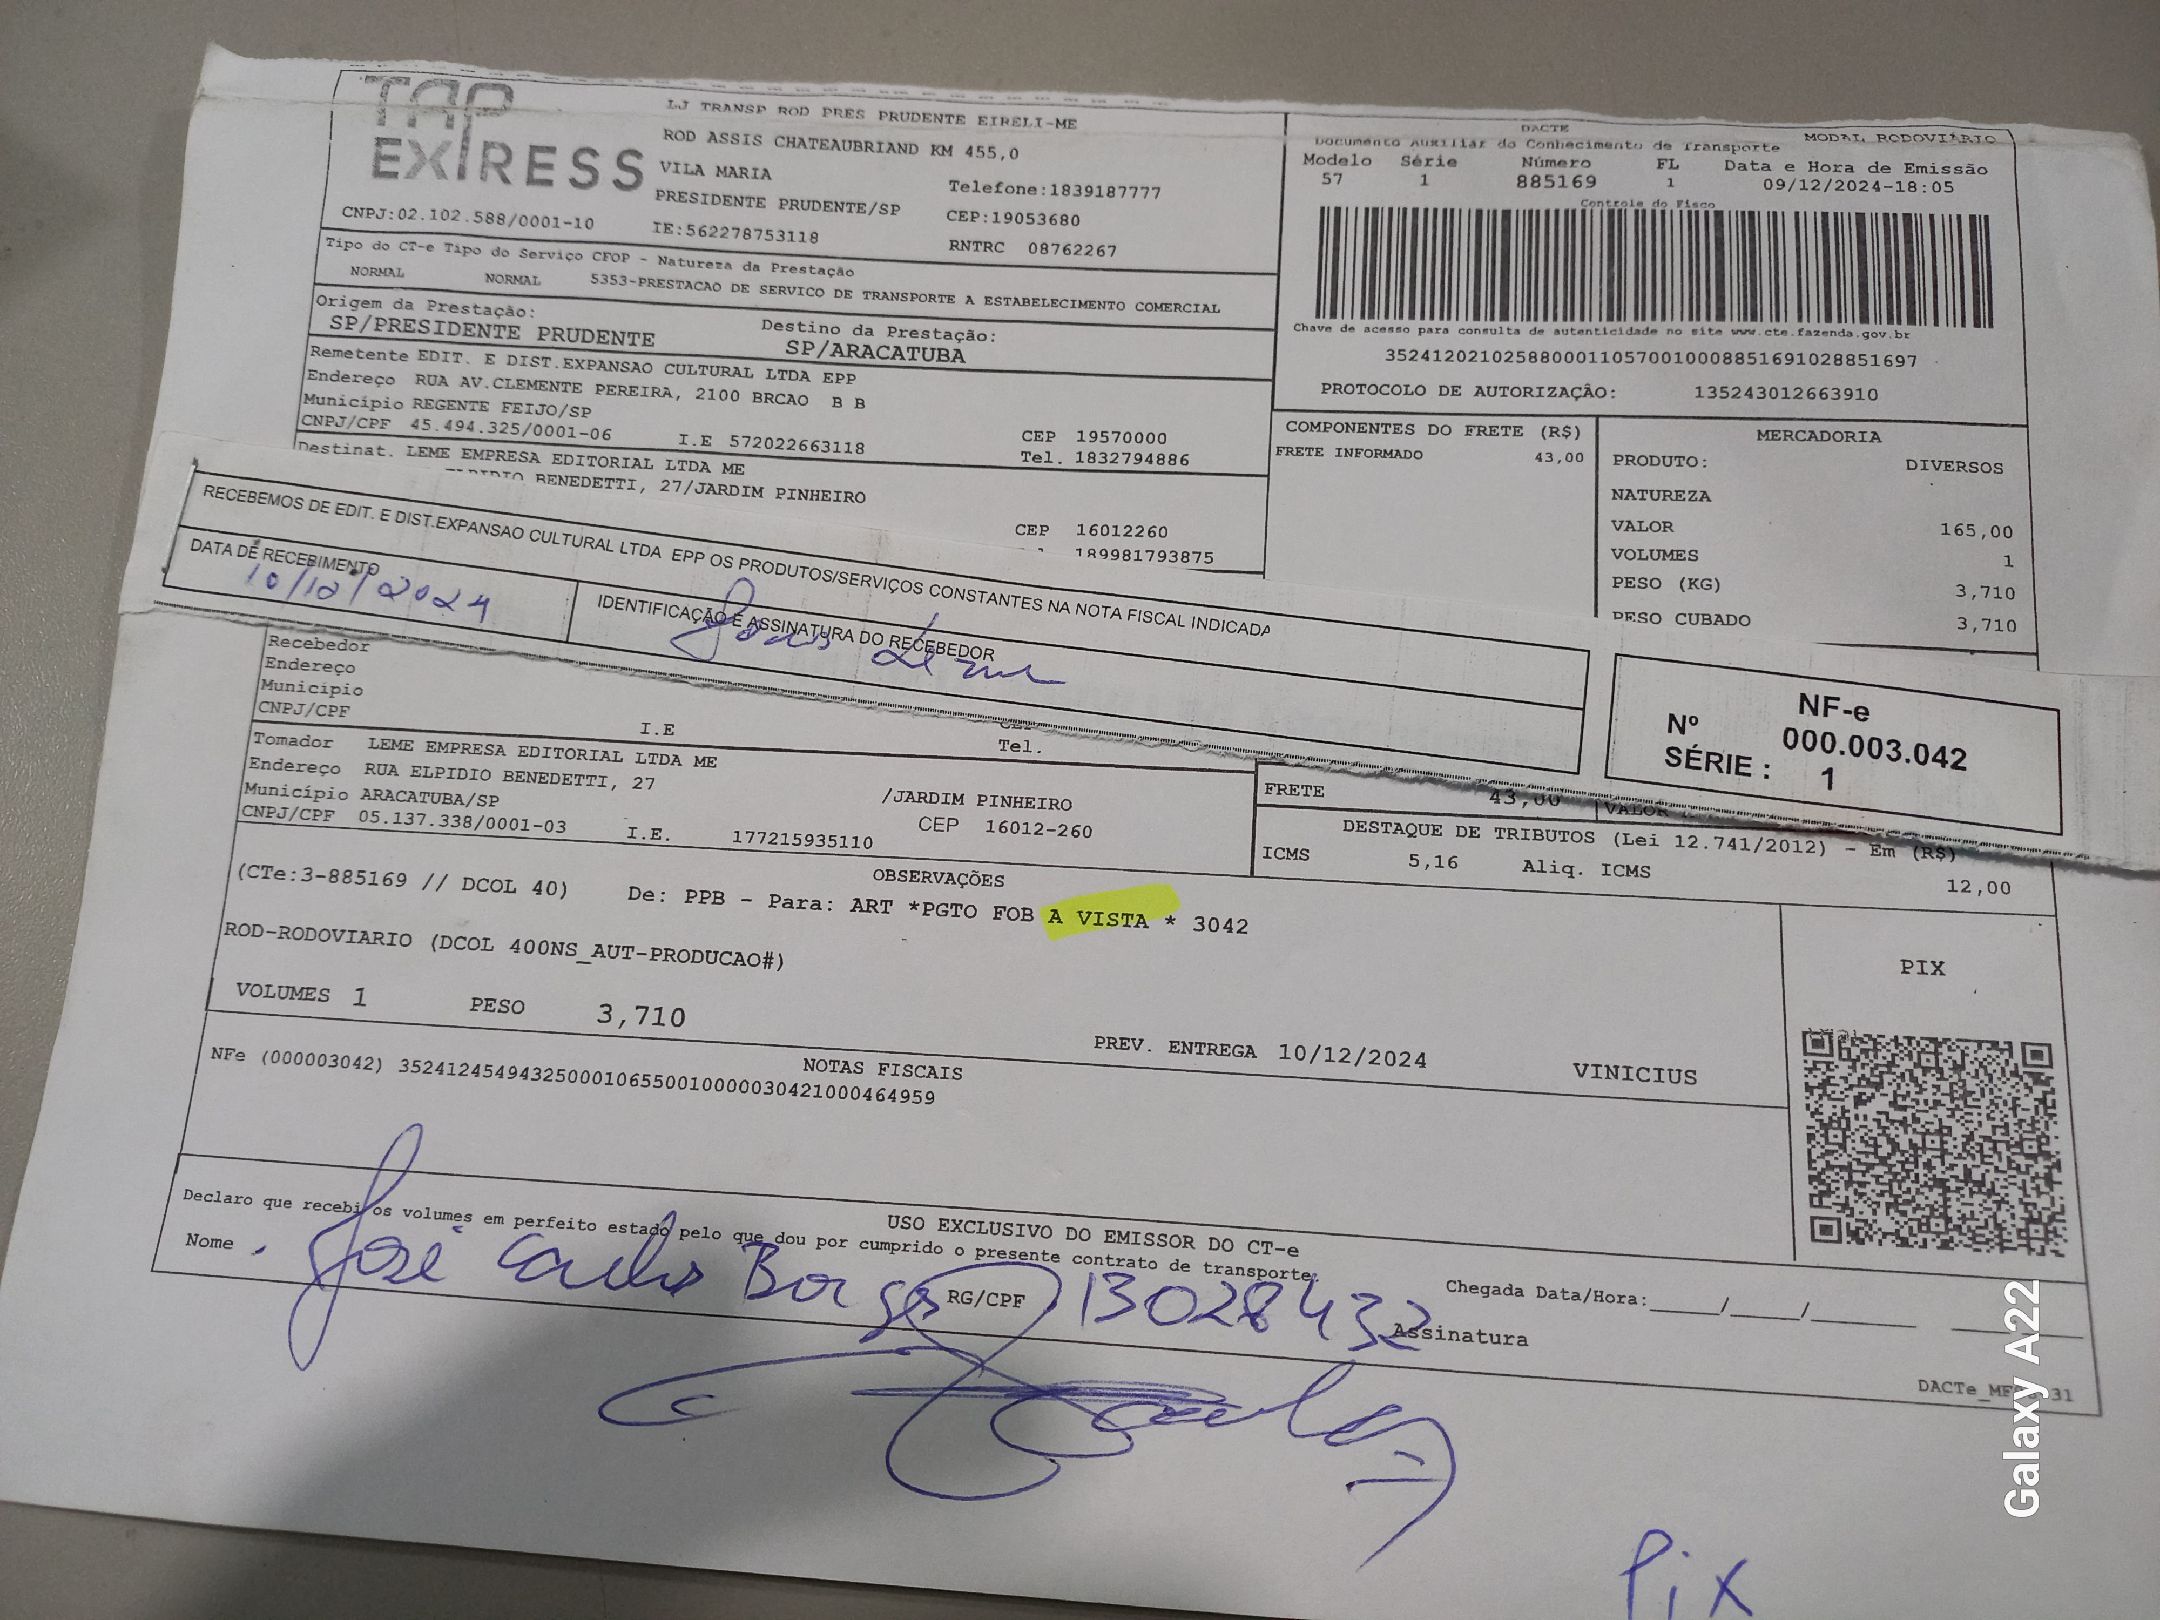 TAP
EXPRESS
LJ TRANSP ROD PRES PRUDENTE EIRELI-ME
ROD ASSIS CHATEAUBRIAND KM 455,0
VILA MARIA
Telefone:1839187777
PRESIDENTE PRUDENTE/SP
CEP:19053680
CNPJ:02.102.588/0001-10
IE:562278753118
RNTRC 08762267
DACTE
MODAL RODOVIÁRIO
Documento Auxiliar do Conhecimento de Transporte
Modelo Série Número FL Data e Hora de Emissão
57 1 885169 1 09/12/2024-18:05
Controle do Fisco
Chave de acesso para consulta de autenticidade no site www.cte.fazenda.gov.br
35241202102588000110570010008851691028851697
PROTOCOLO DE AUTORIZAÇÃO: 135243012663910
Tipo do CT-e Tipo do Serviço CFOP - Natureza da Prestação
NORMAL NORMAL 5353-PRESTACAO DE SERVICO DE TRANSPORTE A ESTABELECIMENTO COMERCIAL
Origem da Prestação: Destino da Prestação:
SP/PRESIDENTE PRUDENTE SP/ARACATUBA
Remetente EDIT. E DIST.EXPANSAO CULTURAL LTDA EPP
Endereço RUA AV.CLEMENTE PEREIRA, 2100 BRCAO B B
Município REGENTE FEIJO/SP CEP 19570000
CNPJ/CPF 45.494.325/0001-06 I.E 572022663118 Tel. 1832794886
Destinat. LEME EMPRESA EDITORIAL LTDA ME
BENEDETTI, 27/JARDIM PINHEIRO
CEP 16012260
189981793875
COMPONENTES DO FRETE (R$)
FRETE INFORMADO 43,00
MERCADORIA
PRODUTO: DIVERSOS
NATUREZA
VALOR 165,00
VOLUMES 1
PESO (KG) 3,710
PESO CUBADO 3,710
RECEBEMOS DE EDIT. E DIST.EXPANSAO CULTURAL LTDA EPP OS PRODUTOS/SERVIÇOS CONSTANTES NA NOTA FISCAL INDICADA
DATA DE RECEBIMENTO
10/12/2024
IDENTIFICAÇÃO E ASSINATURA DO RECEBEDOR
NF-e
Nº 000.003.042
SÉRIE : 1
Recebedor
Endereço
Município
CNPJ/CPF I.E Tel.
Tomador LEME EMPRESA EDITORIAL LTDA ME
Endereço RUA ELPIDIO BENEDETTI, 27 /JARDIM PINHEIRO
Município ARACATUBA/SP CEP 16012-260
CNPJ/CPF 05.137.338/0001-03 I.E. 177215935110
FRETE 43,00 VALOR
DESTAQUE DE TRIBUTOS (Lei 12.741/2012) - Em (R$)
ICMS 5,16 Aliq. ICMS 12,00
OBSERVAÇÕES
(CTe:3-885169 // DCOL 40) De: PPB - Para: ART *PGTO FOB A VISTA * 3042
ROD-RODOVIARIO (DCOL 400NS_AUT-PRODUCAO#)
VOLUMES 1 PESO 3,710
PREV. ENTREGA 10/12/2024 VINICIUS
PIX
NOTAS FISCAIS
NFe (000003042) 35241245494325000106550010000030421000464959
USO EXCLUSIVO DO EMISSOR DO CT-e
Declaro que recebi os volumes em perfeito estado pelo que dou por cumprido o presente contrato de transporte.
Nome José Carlos Borges RG/CPF 13028432 Assinatura
Chegada Data/Hora:_____/____/______
Galaxy A22
Pix